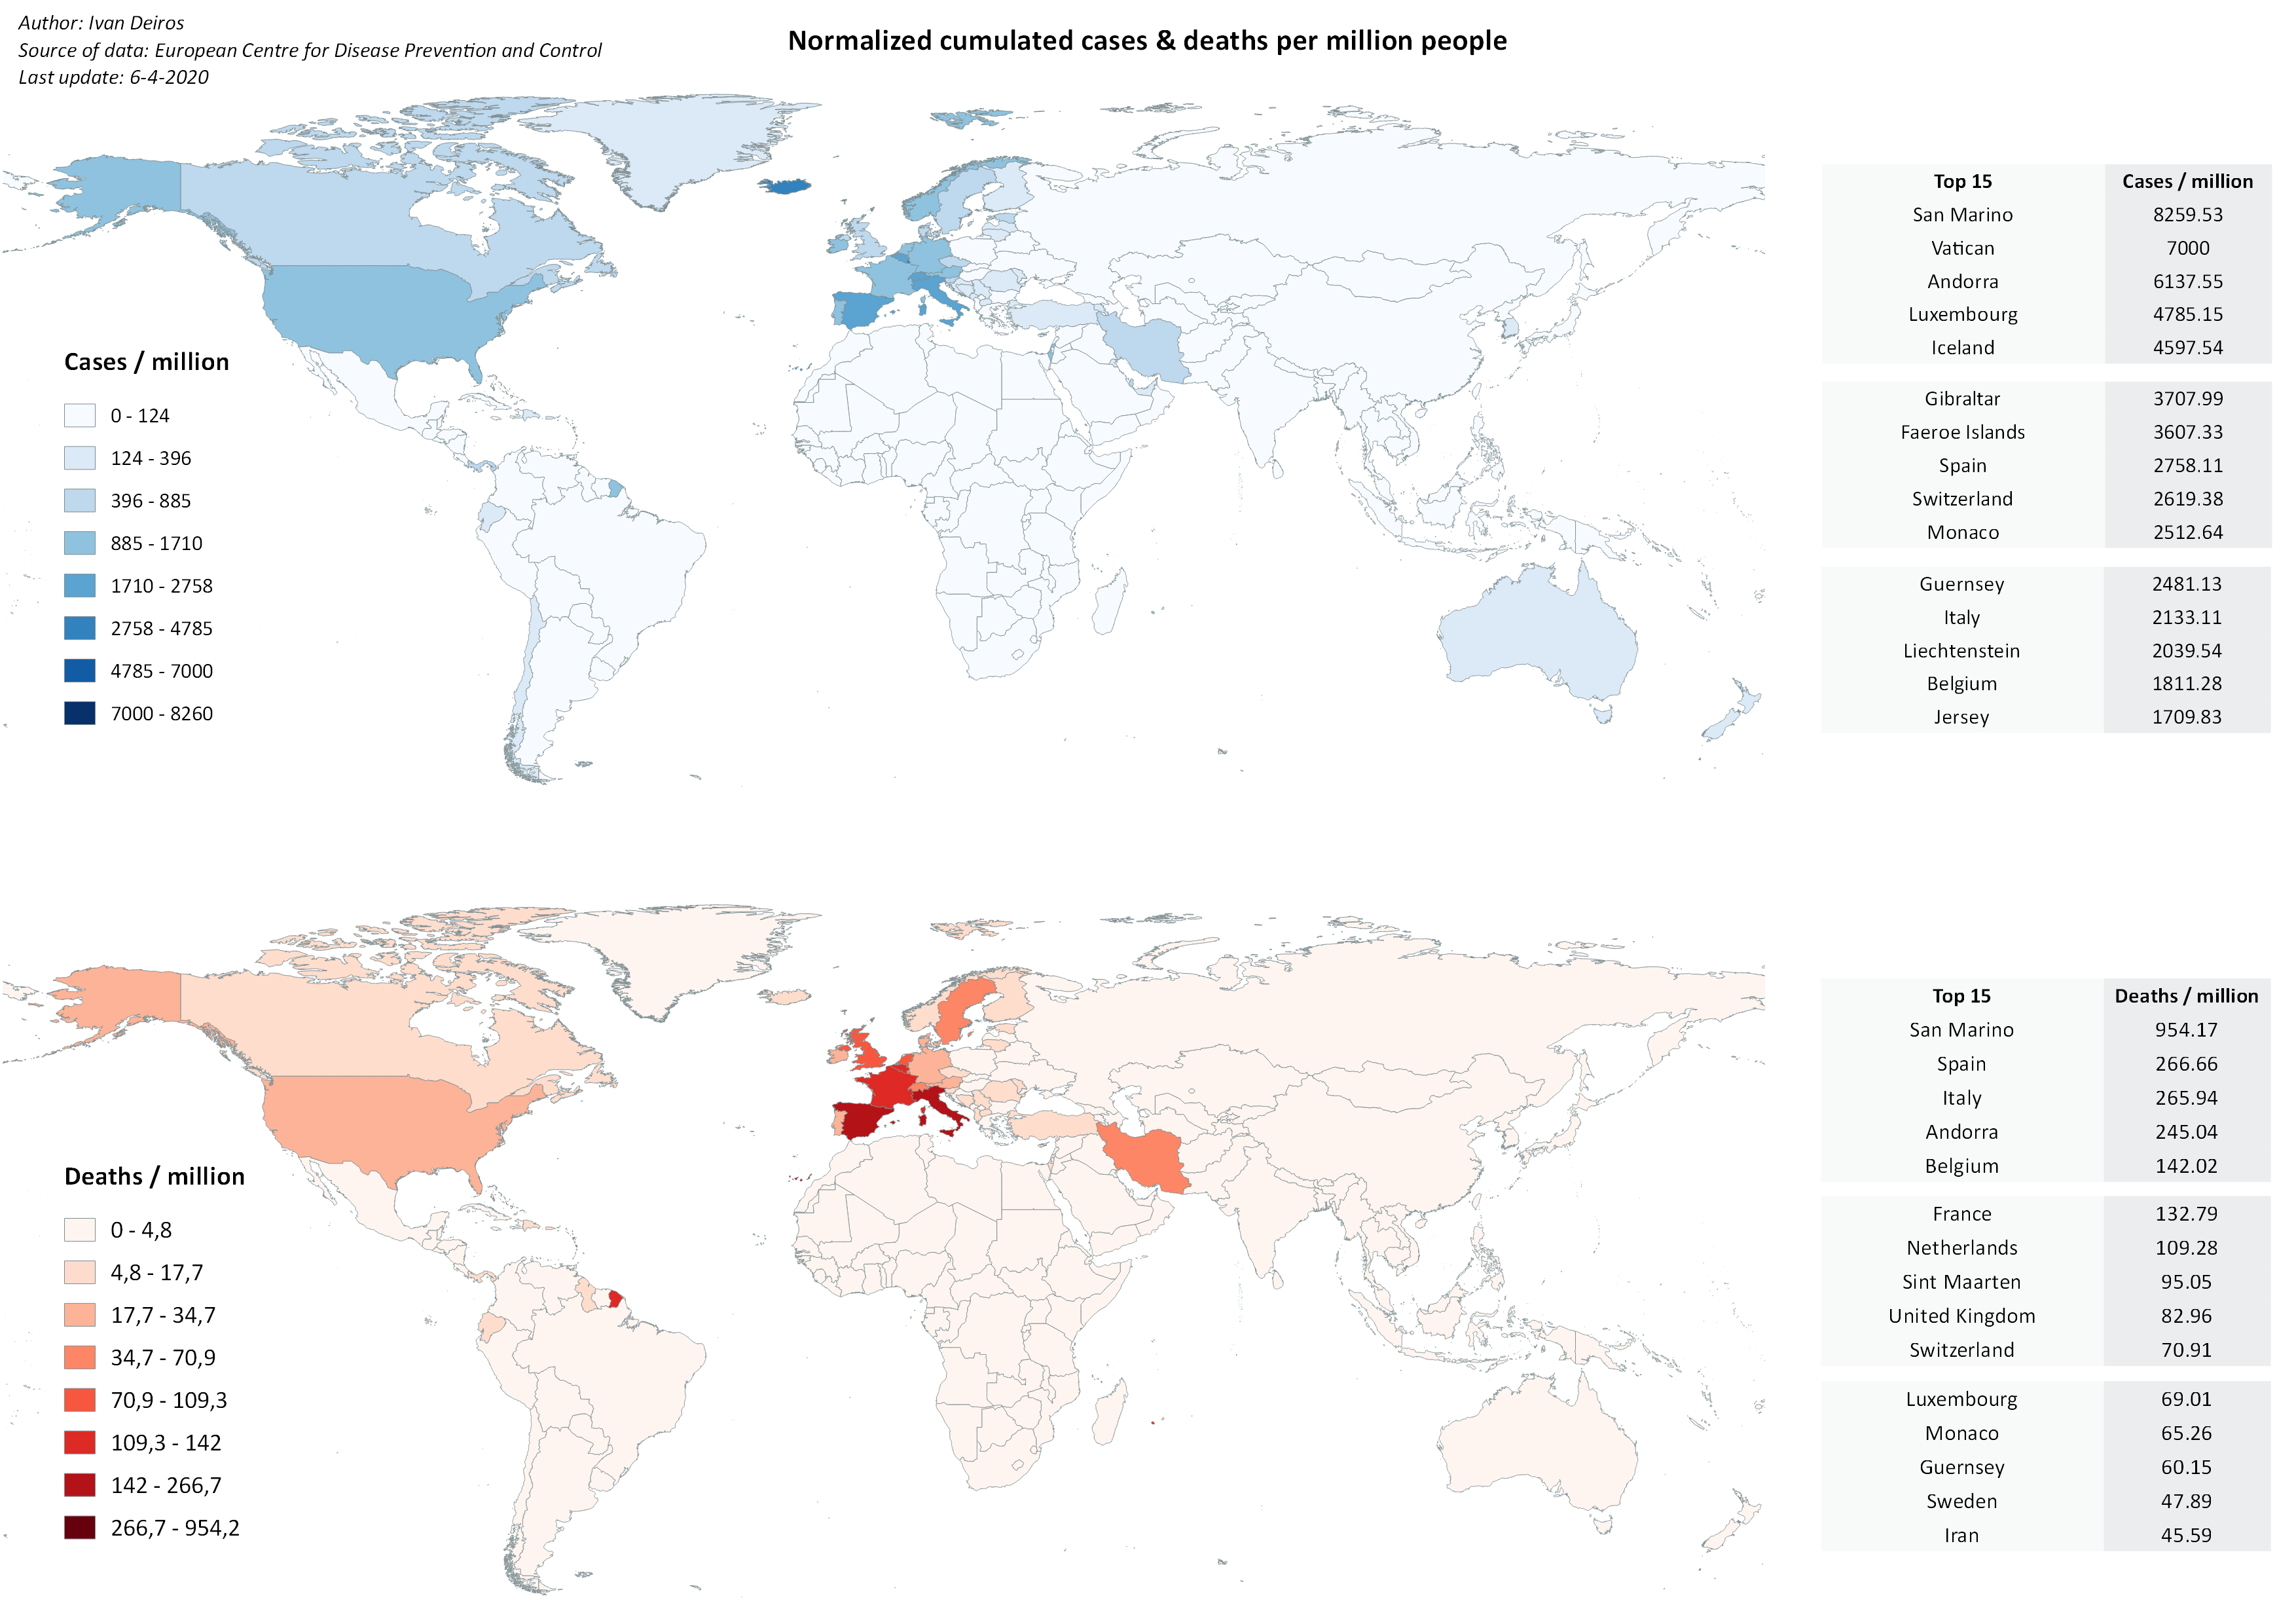 Author: Ivan Deiros
Source of data: European Centre for Disease Prevention and Control
Last update: 6-4-2020
Normalized cumulated cases & deaths per million people
Cases / million
0 - 124
124 - 396
396 - 885
885 - 1710
1710 - 2758
2758 - 4785
4785 - 7000
7000 - 8260
Top 15 Cases / million
San Marino 8259.53
Vatican 7000
Andorra 6137.55
Luxembourg 4785.15
Iceland 4597.54
Gibraltar 3707.99
Faeroe Islands 3607.33
Spain 2758.11
Switzerland 2619.38
Monaco 2512.64
Guernsey 2481.13
Italy 2133.11
Liechtenstein 2039.54
Belgium 1811.28
Jersey 1709.83
Deaths / million
0 - 4,8
4,8 - 17,7
17,7 - 34,7
34,7 - 70,9
70,9 - 109,3
109,3 - 142
142 - 266,7
266,7 - 954,2
Top 15 Deaths / million
San Marino 954.17
Spain 266.66
Italy 265.94
Andorra 245.04
Belgium 142.02
France 132.79
Netherlands 109.28
Sint Maarten 95.05
United Kingdom 82.96
Switzerland 70.91
Luxembourg 69.01
Monaco 65.26
Guernsey 60.15
Sweden 47.89
Iran 45.59